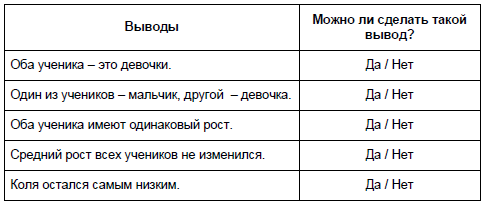 Выводы
Можно ли сделать такой
вывод?
Оба ученика – это девочки.
Да / Нет
Один из учеников – мальчик, другой – девочка.
Да / Нет
Оба ученика имеют одинаковый рост.
Да / Нет
Средний рост всех учеников не изменился.
Да / Нет
Коля остался самым низким.
Да / Нет